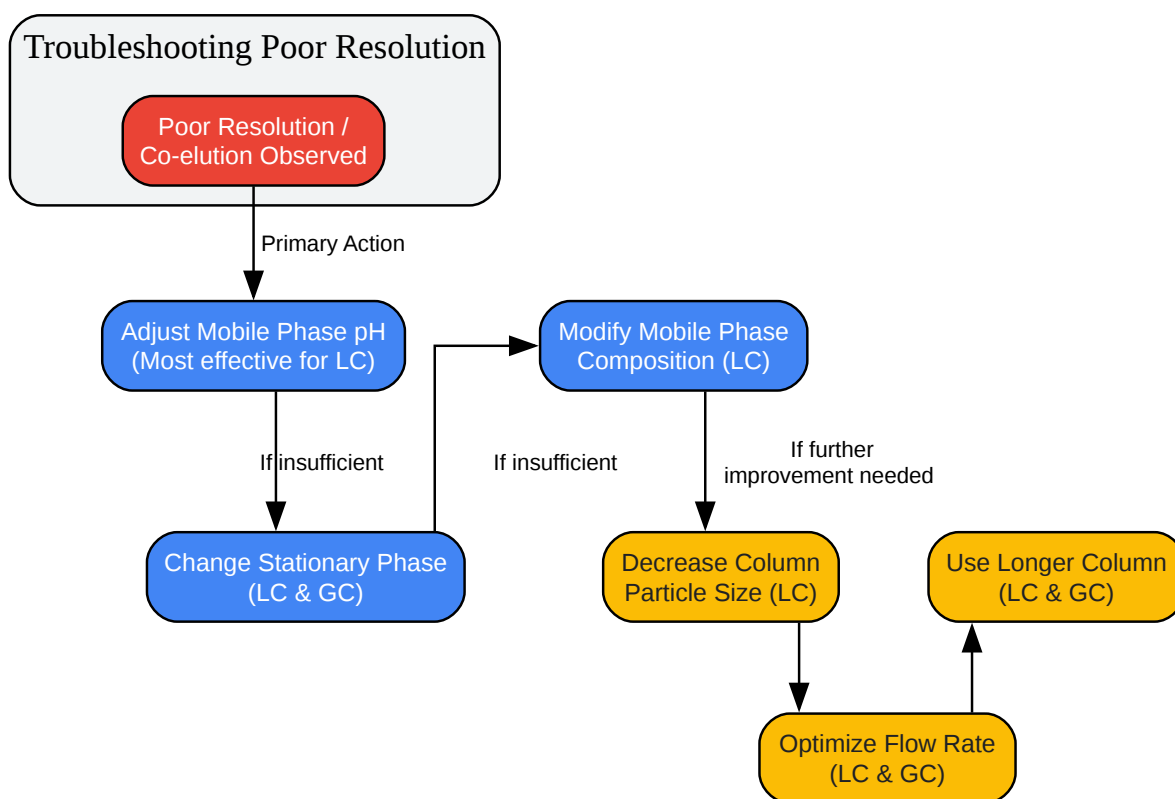 Troubleshooting Poor Resolution
Poor Resolution /
Co-elution Observed
Primary Action
Adjust Mobile Phase pH
(Most effective for LC)
Modify Mobile Phase
Composition (LC)
If insufficient
If insufficient
If further
improvement needed
Change Stationary Phase
(LC & GC)
Decrease Column
Particle Size (LC)
Use Longer Column
(LC & GC)
Optimize Flow Rate
(LC & GC)